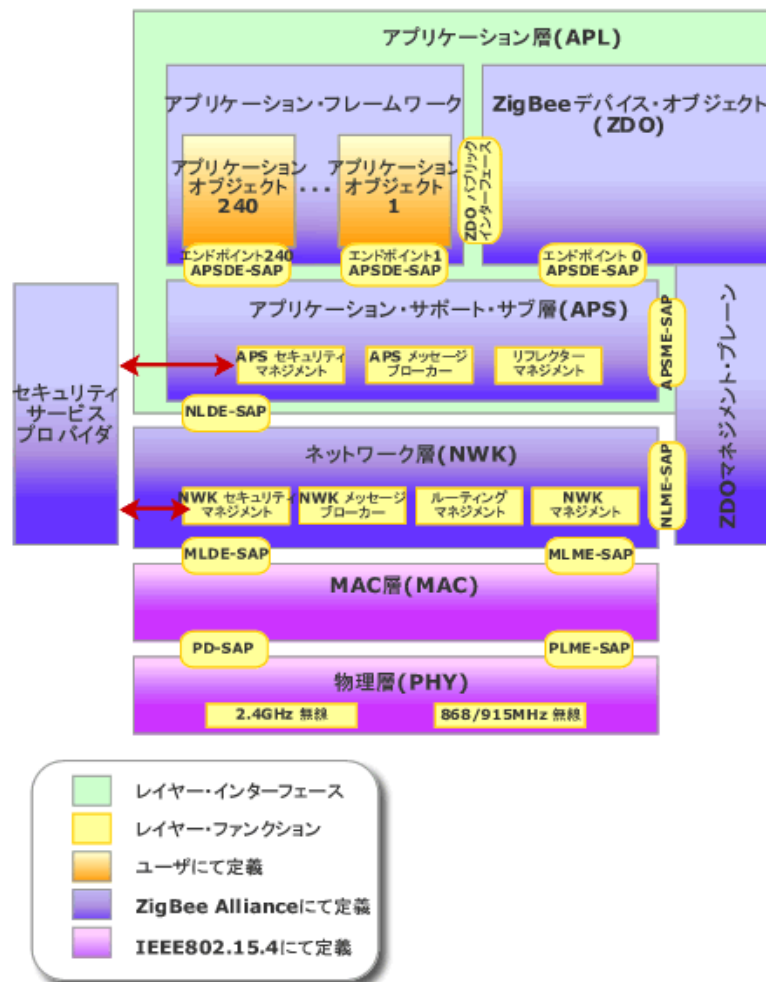 アプリケーション層(APL)
アプリケーション・フレームワーク
ZigBeeデバイス・オブジェクト
(ZDO)
アプリケーション
オブジェクト
240
...
アプリケーション
オブジェクト
1
ZDO パブリック
インターフェース
エンドポイント240
APSDE-SAP
エンドポイント1
APSDE-SAP
エンドポイント 0
APSDE-SAP
アプリケーション・サポート・サブ層(APS)
APS セキュリティ
マネジメント
APS メッセージ
ブローカー
リフレクター
マネジメント
APSME-SAP
セキュリティ
サービス
プロバイダ
ZDOマネジメント・プレーン
NLDE-SAP
ネットワーク層(NWK)
NWK セキュリティ
マネジメント
NWK メッセージ
ブローカー
ルーティング
マネジメント
NWK
マネジメント
NLME-SAP
MLDE-SAP
MLME-SAP
MAC層(MAC)
PD-SAP
PLME-SAP
物理層(PHY)
2.4GHz 無線
868/915MHz 無線
レイヤー・インターフェース
レイヤー・ファンクション
ユーザにて定義
ZigBee Allianceにて定義
IEEE802.15.4にて定義